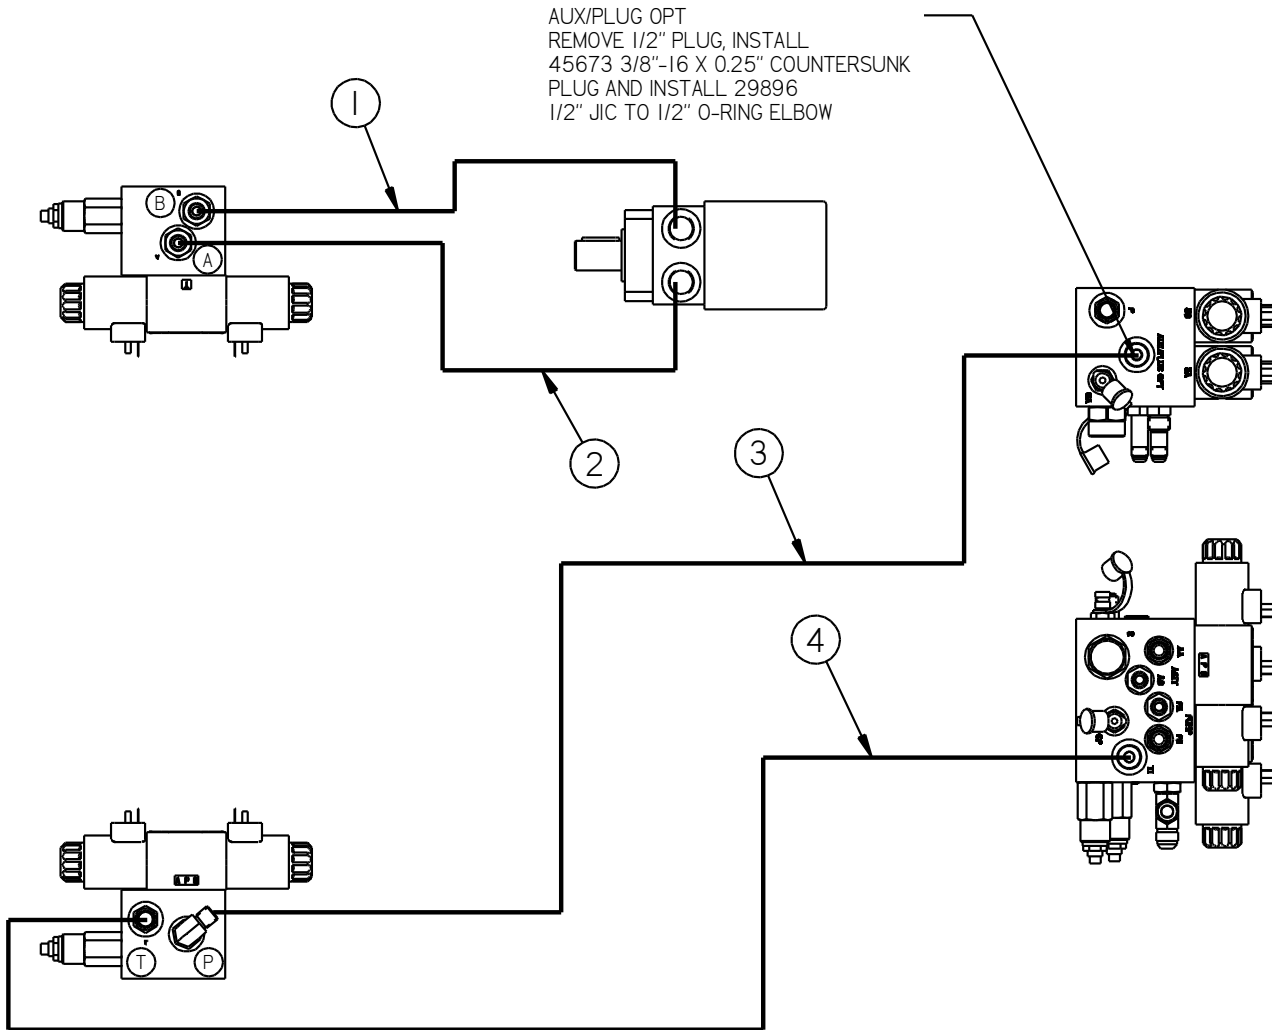 AUX/PLUG OPT
REMOVE 1/2" PLUG, INSTALL
45673 3/8"-16 X 0.25" COUNTERSUNK
PLUG AND INSTALL 29896
1/2" JIC TO 1/2" O-RING ELBOW
1
B
A
2
3
P
4
T
P